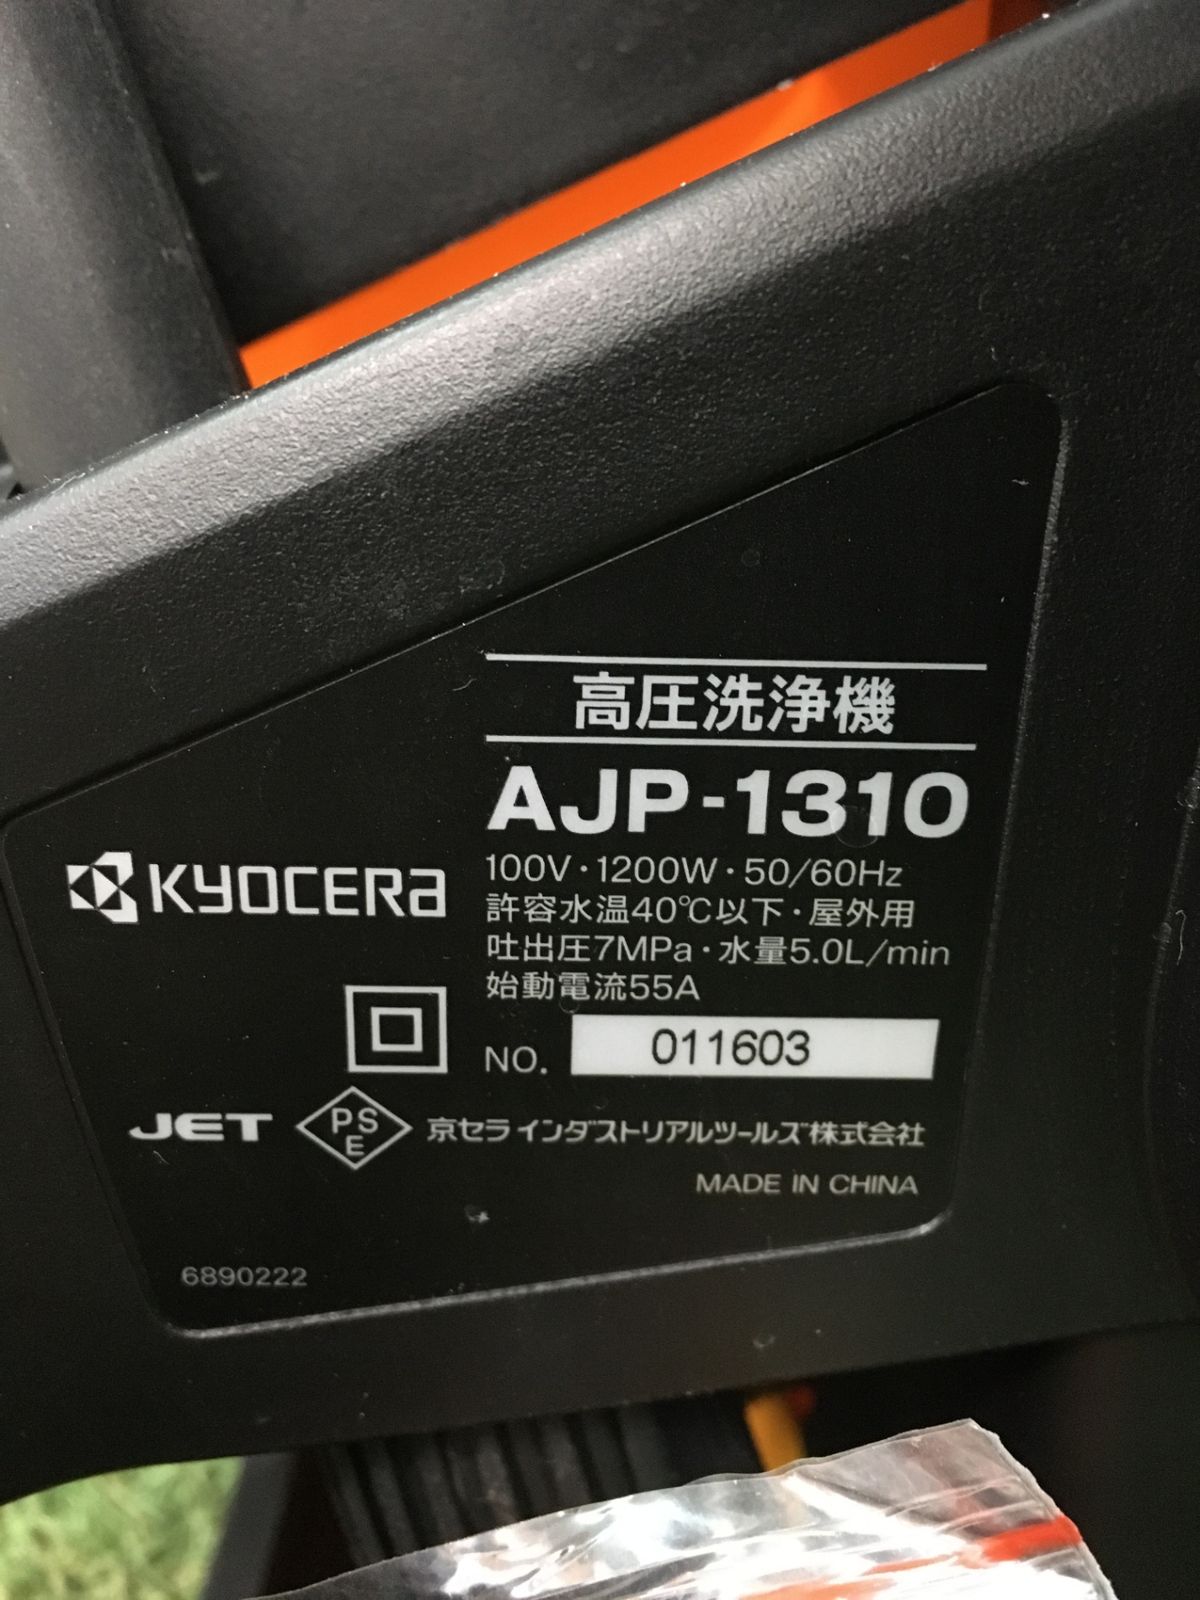 高圧洗浄機
AJP-1310
KYOCERA
100V・1200W・50/60Hz
許容水温40℃以下・屋外用
吐出圧7MPa・水量5.0L/min
始動電流55A
NO. 011603
JET PSE 京セラインダストリアルツールズ株式会社
MADE IN CHINA
6890222